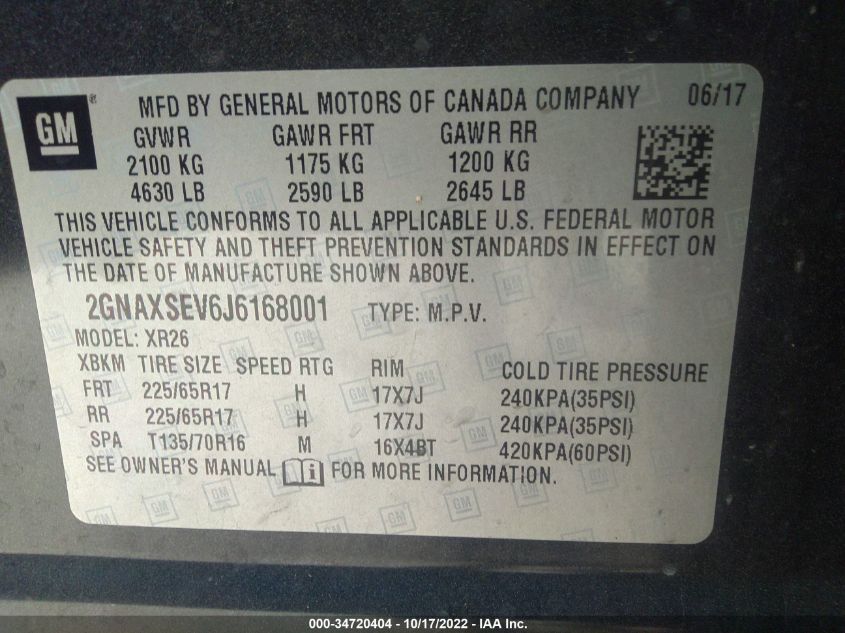 GM ® MFD BY GENERAL MOTORS OF CANADA COMPANY 06/17
GVWR GAWR FRT GAWR RR
2100 KG 1175 KG 1200 KG
4630 LB 2590 LB 2645 LB
THIS VEHICLE CONFORMS TO ALL APPLICABLE U.S. FEDERAL MOTOR
VEHICLE SAFETY AND THEFT PREVENTION STANDARDS IN EFFECT ON
THE DATE OF MANUFACTURE SHOWN ABOVE.
2GNAXSEV6J6168001 TYPE: M.P.V.
MODEL: XR26
XBKM TIRE SIZE SPEED RTG RIM COLD TIRE PRESSURE
FRT 225/65R17 H 17X7J 240KPA(35PSI)
RR 225/65R17 H 17X7J 240KPA(35PSI)
SPA T135/70R16 M 16X4BT 420KPA(60PSI)
SEE OWNER'S MANUAL i FOR MORE INFORMATION.
000-34720404 - 10/17/2022 - IAA Inc.